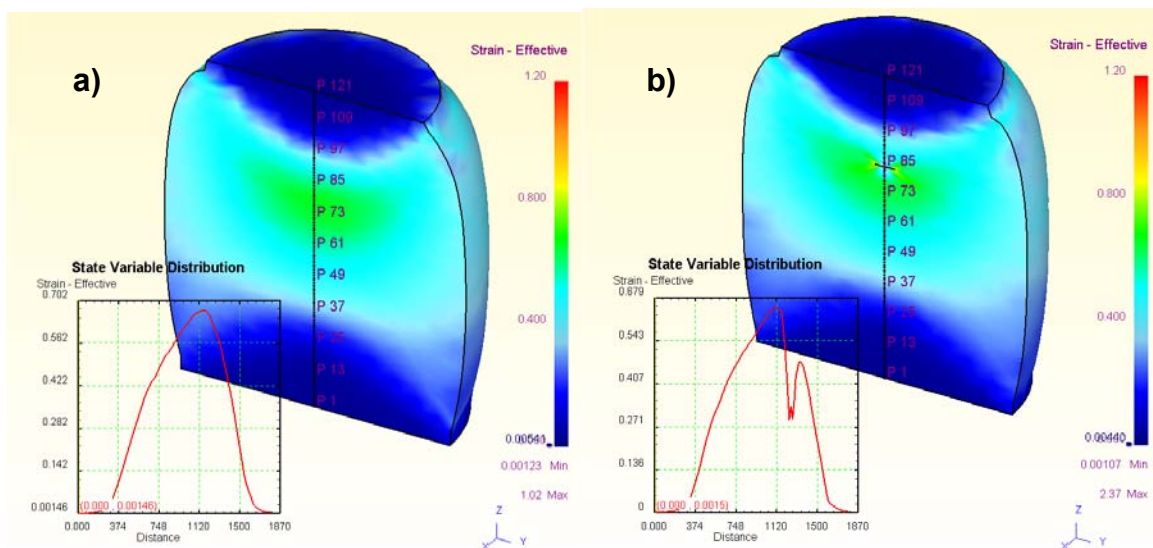 a)
Strain - Effective
1.20
0.800
0.400
0.00123 Min
1.02 Max
P 121
P 109
P 97
P 85
P 73
P 61
P 49
P 37
P 25
P 13
P 1
State Variable Distribution
Strain - Effective
0.702
0.562
0.422
0.282
0.142
0.00146
(0.000 , 0.00146)
0.000 374 748 1120 1500 1870
Distance
Z
X Y
b)
Strain - Effective
1.20
0.800
0.400
0.00107 Min
2.37 Max
P 121
P 109
P 97
P 85
P 73
P 61
P 49
P 37
P 25
P 13
P 1
State Variable Distribution
Strain - Effective
0.679
0.543
0.407
0.271
0.136
0
(0.000 , 0.0015)
0.000 374 748 1120 1500 1870
Distance
Z
X Y